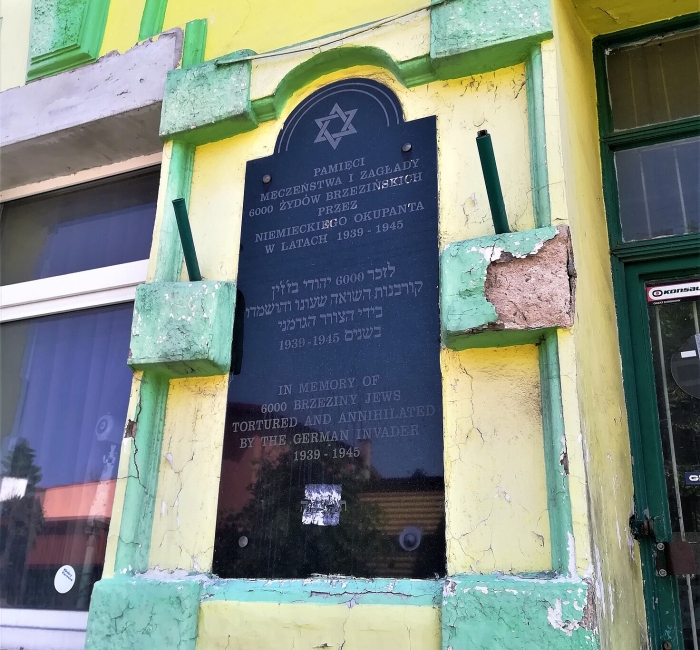 PAMIĘCI
MĘCZEŃSTWA I ZAGŁADY
6000 ŻYDÓW BRZEZIŃSKICH
PRZEZ
NIEMIECKIEGO OKUPANTA
W LATACH 1939 - 1945
לזכר 6000 יהודי בז׳ז׳ין
קורבנות השואה שעונו והושמדו
בידי הצורר הגרמני
בשנים 1939-1945
IN MEMORY OF
6000 BRZEZINY JEWS
TORTURED AND ANNIHILATED
BY THE GERMAN INVADER
1939 - 1945